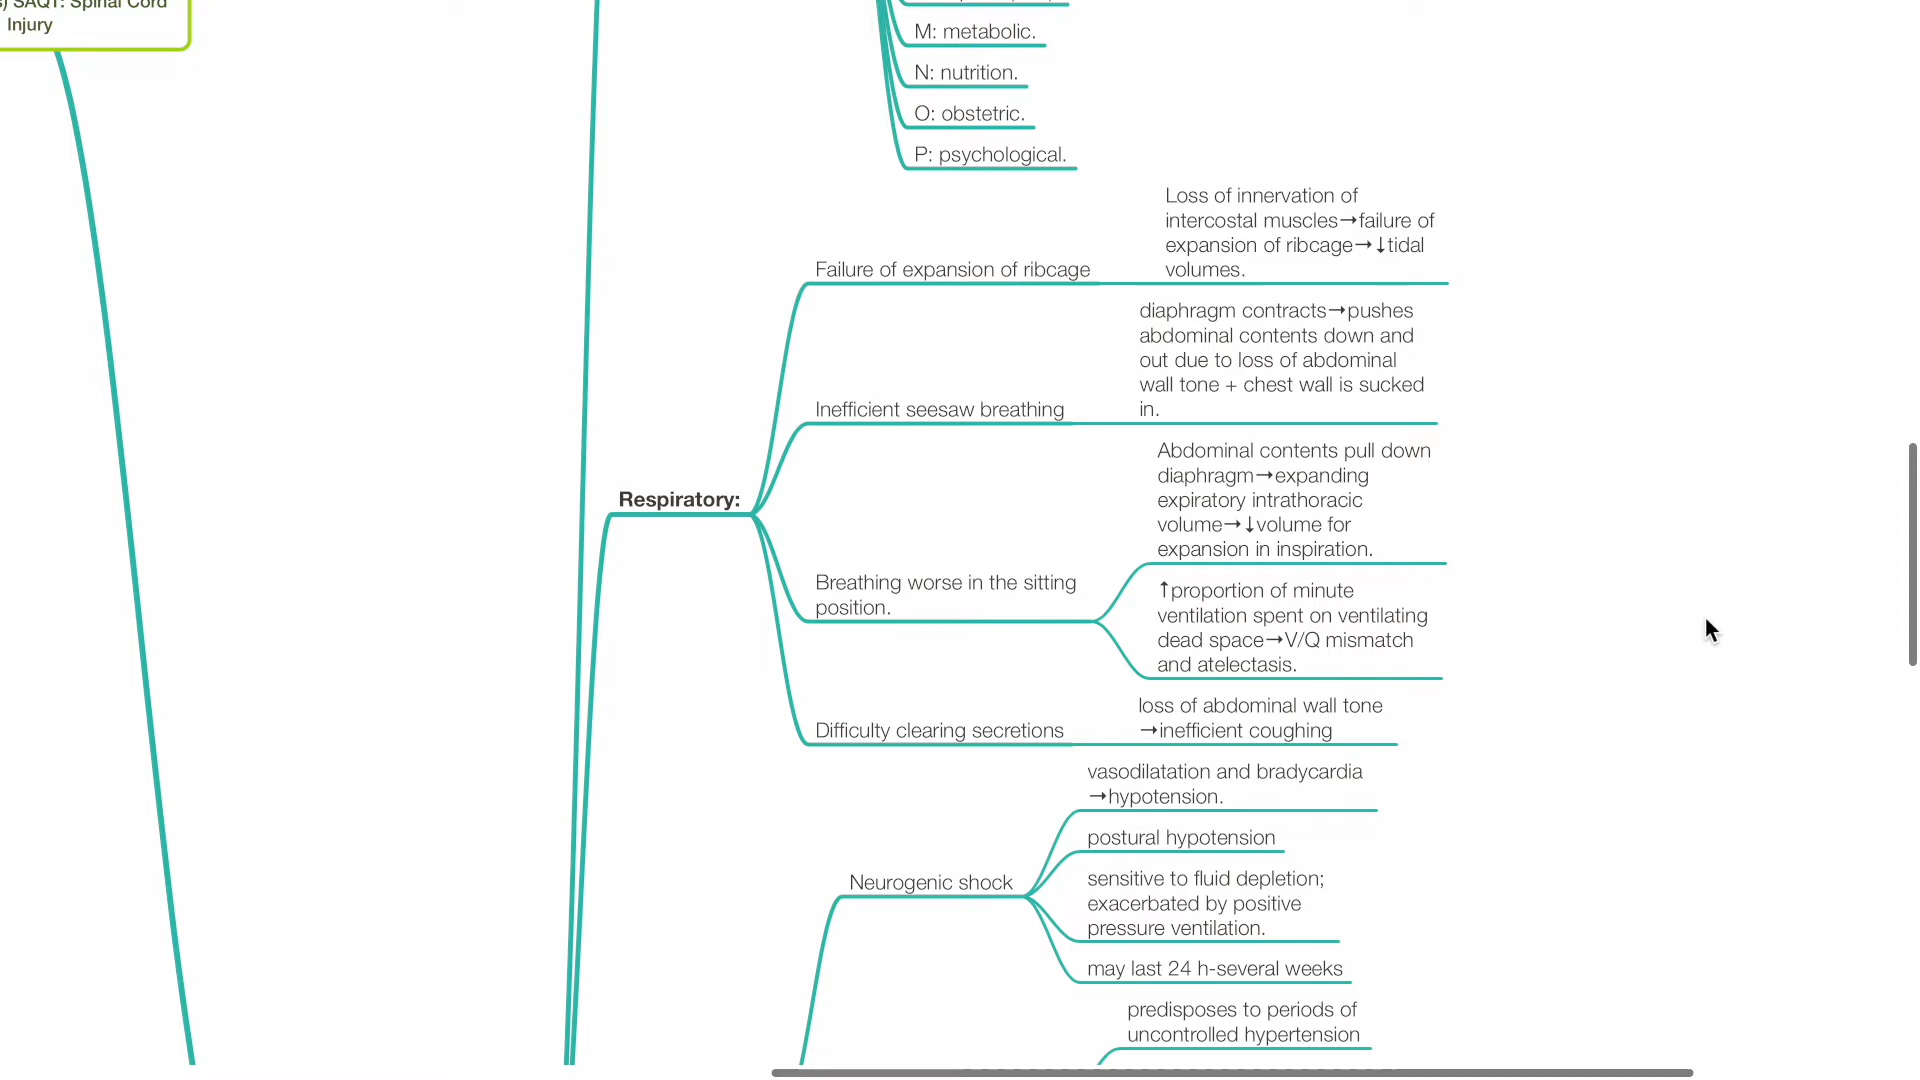 SAQ1: Spinal Cord
Injury
M: metabolic.
N: nutrition.
O: obstetric.
P: psychological.
Loss of innervation of
intercostal muscles→failure of
expansion of ribcage→↓tidal
volumes.
Failure of expansion of ribcage
diaphragm contracts→pushes
abdominal contents down and
out due to loss of abdominal
wall tone + chest wall is sucked
in.
Inefficient seesaw breathing
Abdominal contents pull down
diaphragm→expanding
expiratory intrathoracic
volume→↓volume for
expansion in inspiration.
Respiratory:
Breathing worse in the sitting
position.
↑proportion of minute
ventilation spent on ventilating
dead space→V/Q mismatch
and atelectasis.
loss of abdominal wall tone
→inefficient coughing
Difficulty clearing secretions
vasodilatation and bradycardia
→hypotension.
postural hypotension
Neurogenic shock
sensitive to fluid depletion;
exacerbated by positive
pressure ventilation.
may last 24 h-several weeks
predisposes to periods of
uncontrolled hypertension